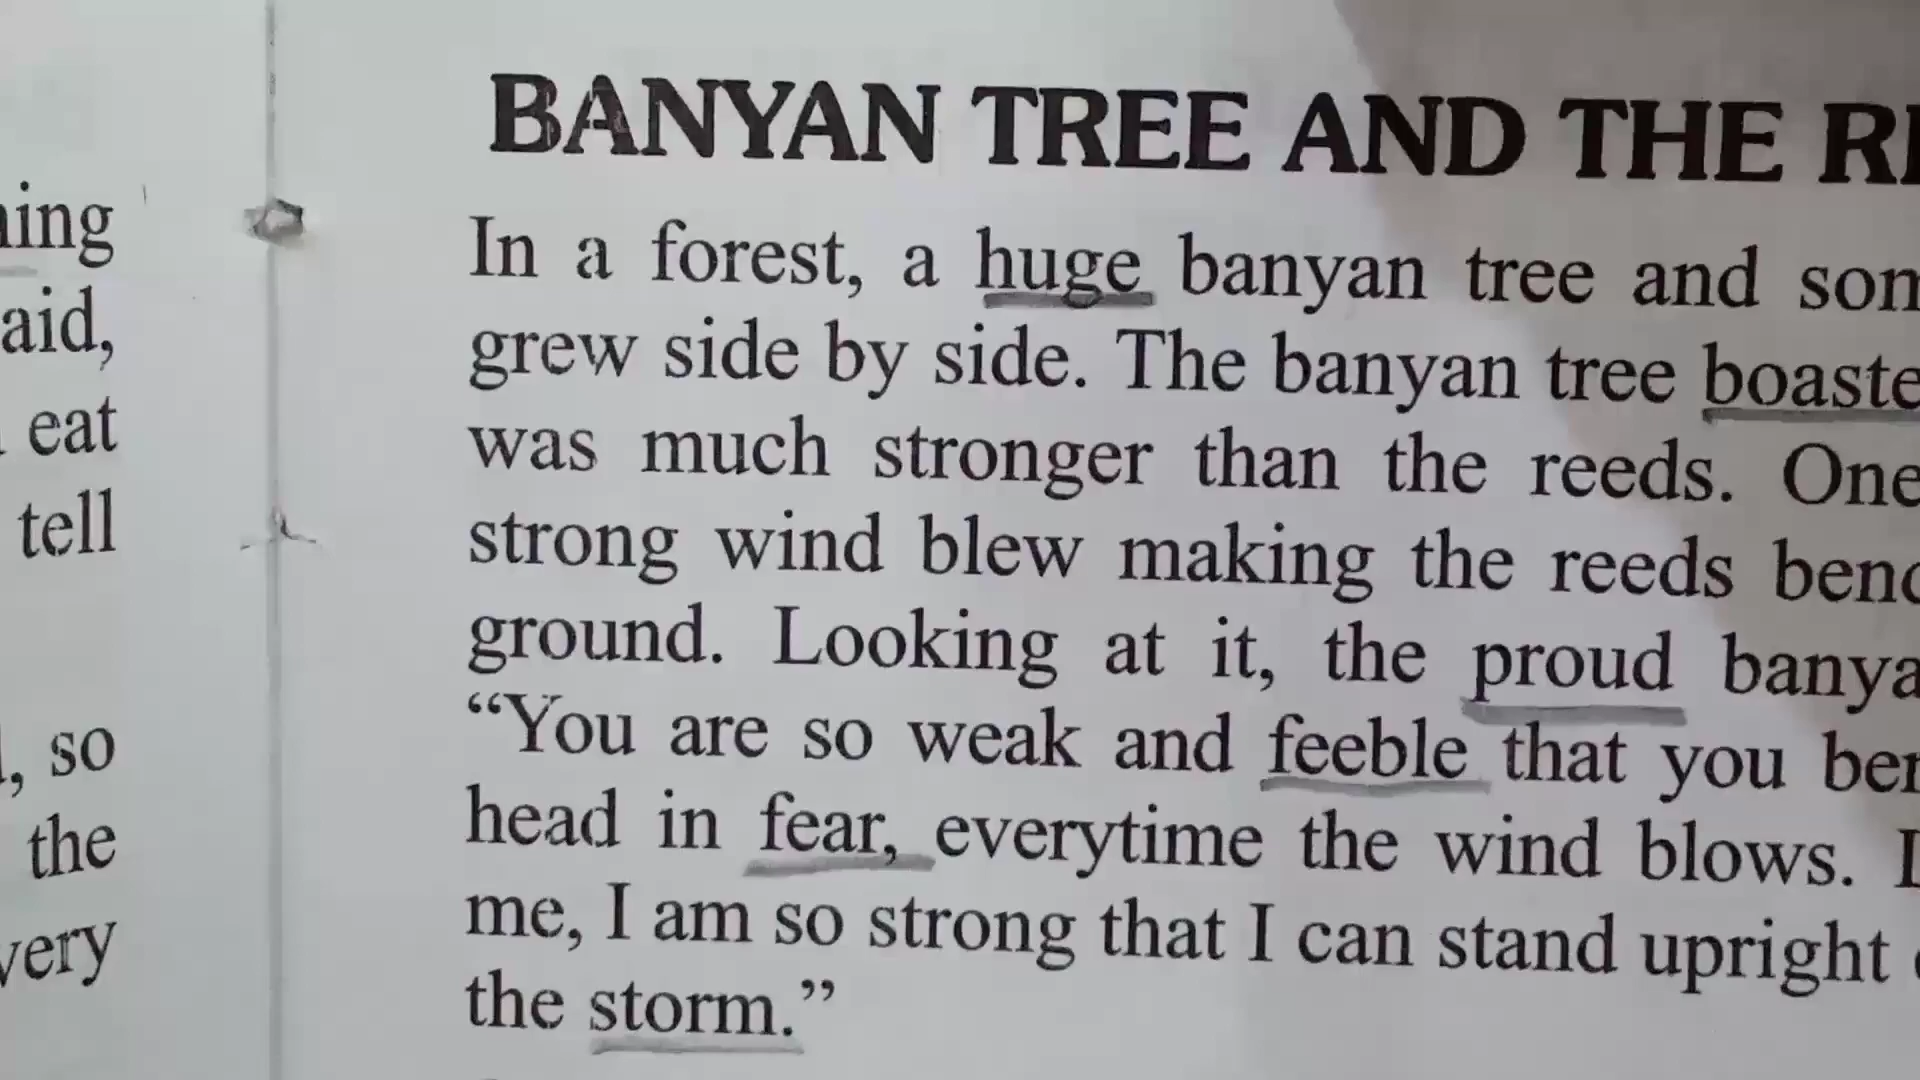 ing
aid,
eat
tell
so
the
very
BANYAN TREE AND THE
In a forest, a huge banyan tree and
grew side by side. The banyan tree boaste
was much stronger than the reeds. One
strong wind blew making the reeds
ground. Looking at it, the proud banya
“You are so weak and feeble that you
head in fear, everytime the wind blows.
me, I am so strong that I can stand upright
the storm.”